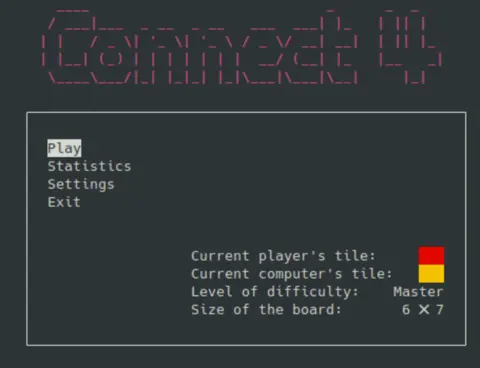 Connect 4
Play
Statistics
Settings
Exit
Current player's tile:
Current computer's tile:
Level of difficulty: Master
Size of the board: 6 × 7